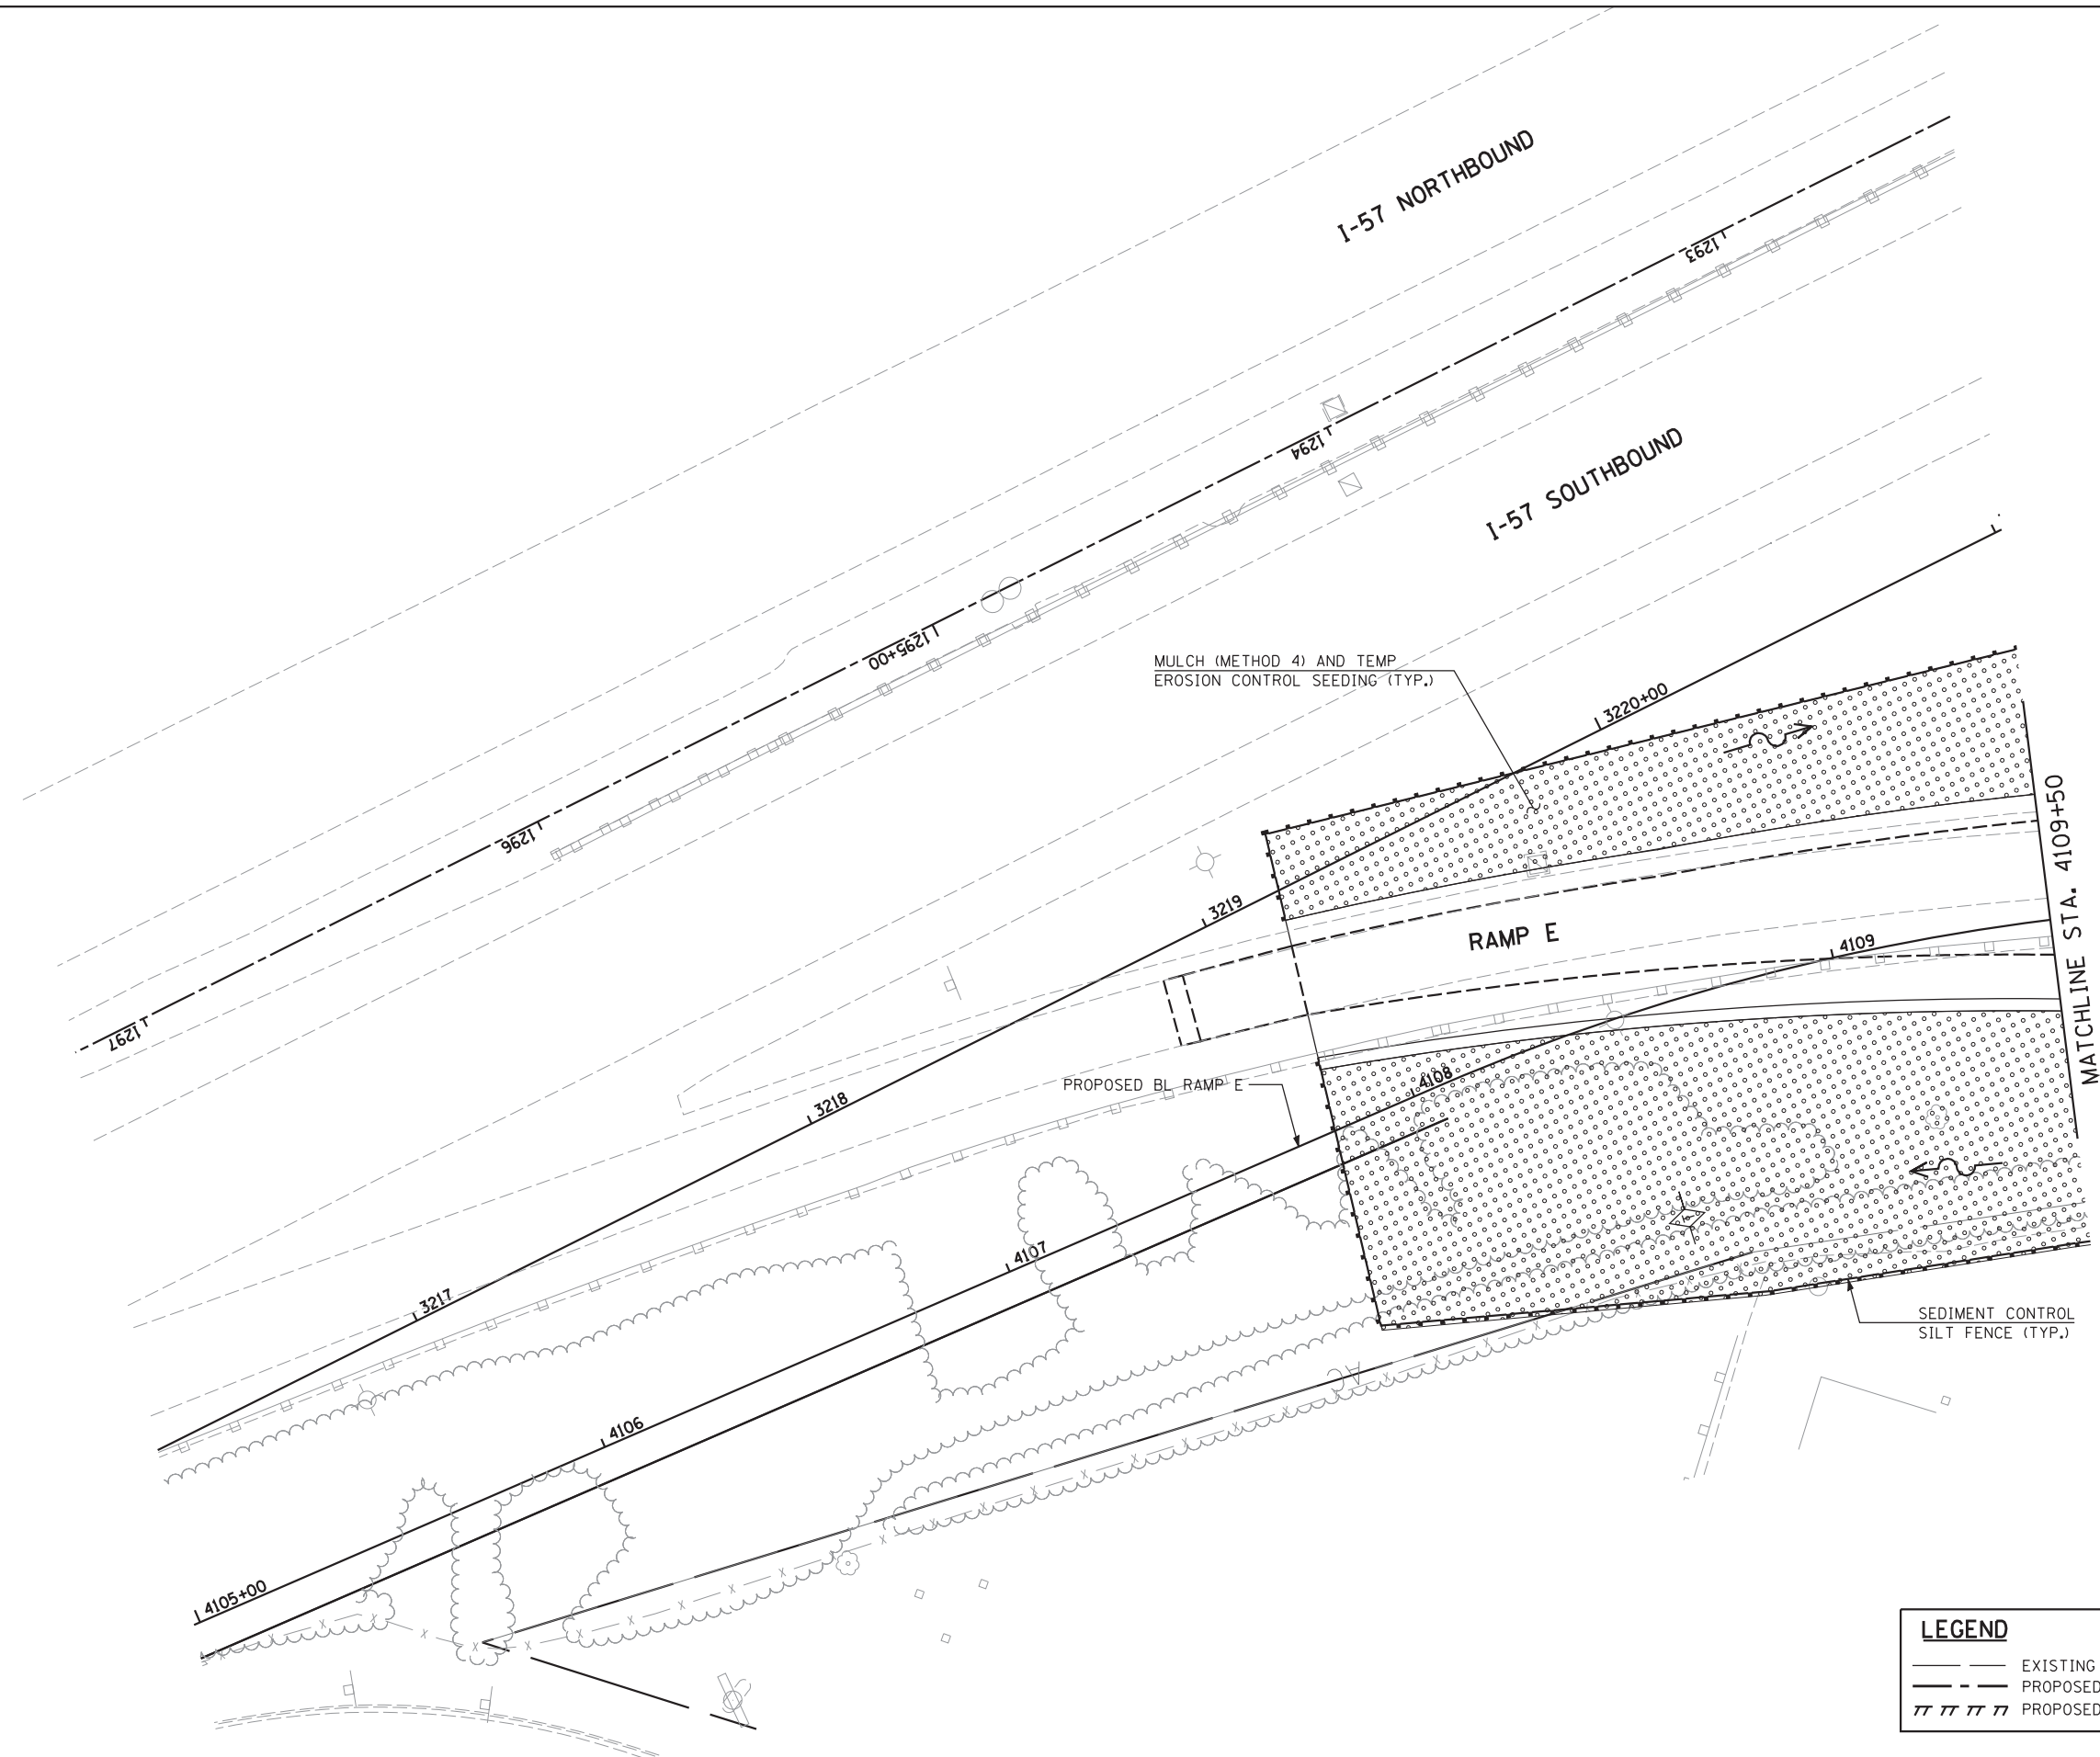 I-57 NORTHBOUND
1293
1294
I-57 SOUTHBOUND
1295+00
MULCH (METHOD 4) AND TEMP
EROSION CONTROL SEEDING (TYP.)
3220+00
1296
MATCHLINE STA. 4109+50
3219
RAMP E
4109
1297
PROPOSED BL RAMP E
4108
3218
4107
3217
SEDIMENT CONTROL
SILT FENCE (TYP.)
4106
4105+00
LEGEND
EXISTING
PROPOSED
PROPOSED